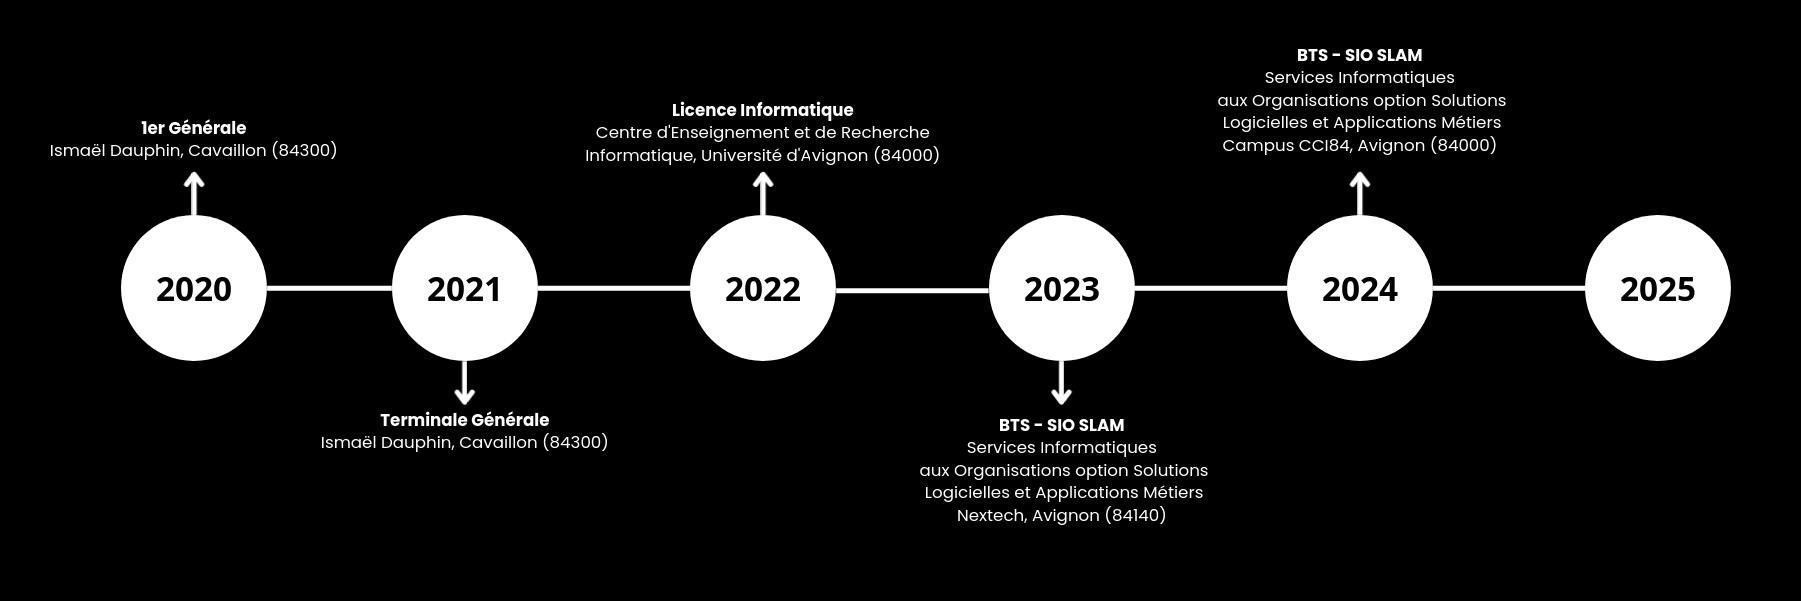 BTS - SIO SLAM
Services Informatiques
aux Organisations option Solutions
Logicielles et Applications Métiers
Campus CCI84, Avignon (84000)
Licence Informatique
Centre d'Enseignement et de Recherche
Informatique, Université d'Avignon (84000)
1er Générale
Ismaël Dauphin, Cavaillon (84300)
2020
2021
2022
2023
2024
2025
Terminale Générale
Ismaël Dauphin, Cavaillon (84300)
BTS - SIO SLAM
Services Informatiques
aux Organisations option Solutions
Logicielles et Applications Métiers
Nextech, Avignon (84140)